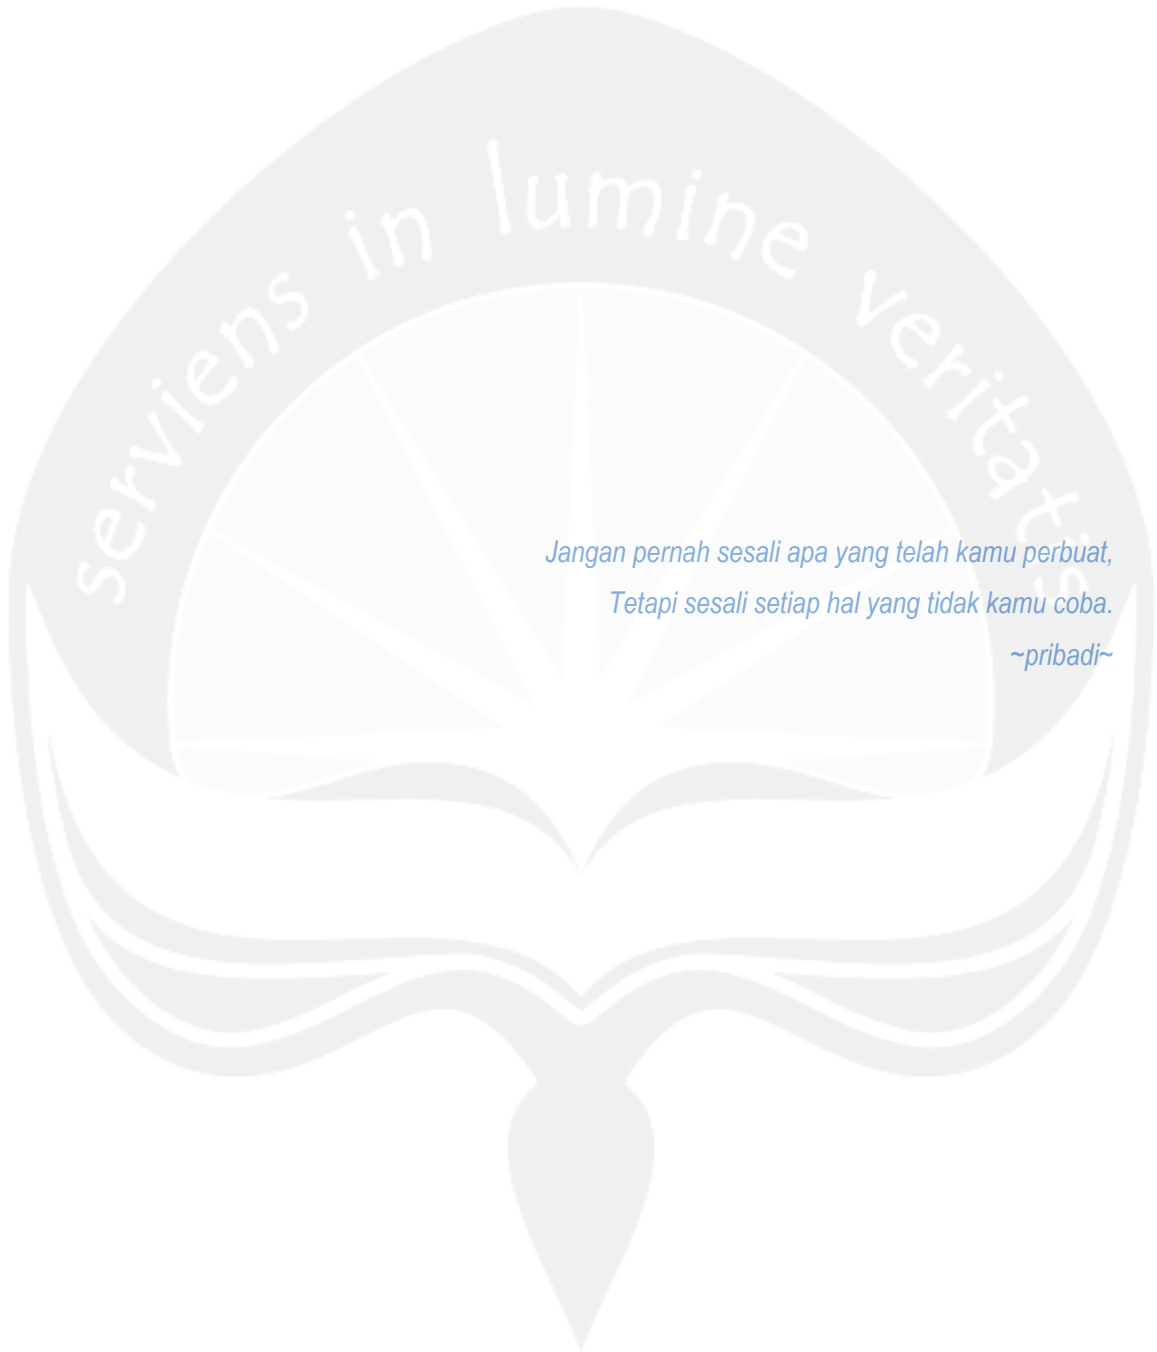 serviens in lumine veritatis
Jangan pernah sesali apa yang telah kamu perbuat,
Tetapi sesali setiap hal yang tidak kamu coba.
~pribadi~